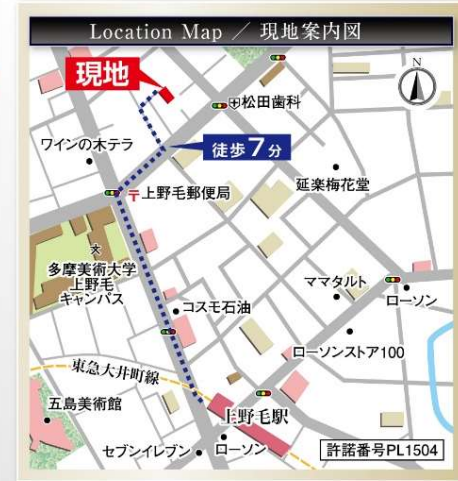 Location Map ／ 現地案内図
現地
N
松田歯科
ワインの木テラ
徒歩7分
〒上野毛郵便局
延楽梅花堂
多摩美術大学
上野毛
キャンパス
ママタルト
ローソン
コスモ石油
ローソンストア100
東急大井町線
五島美術館
上野毛駅
セブンイレブン
ローソン
許諾番号PL1504